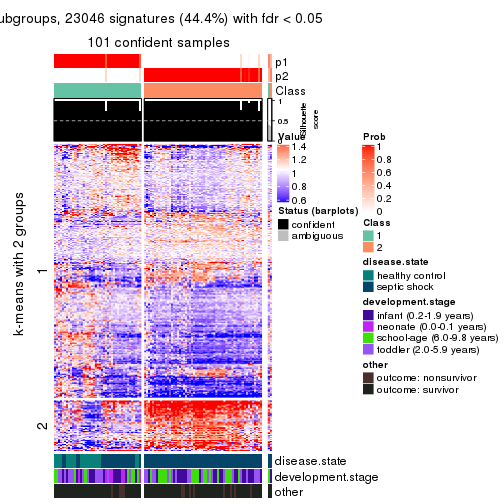 ubgroups, 23046 signatures (44.4%) with fdr < 0.05
101 confident samples
p1
p2
Class
1
0.5
0
Silhouette
score
k-means with 2 groups
1
2
Value
1.4
1.2
1
0.8
0.6
Status (barplots)
confident
ambiguous
Prob
1
0.8
0.6
0.4
0.2
0
Class
1
2
disease.state
healthy control
septic shock
development.stage
infant (0.2-1.9 years)
neonate (0.0-0.1 years)
school-age (6.0-9.8 years)
toddler (2.0-5.9 years)
other
outcome: nonsurvivor
outcome: survivor
disease.state
development.stage
other